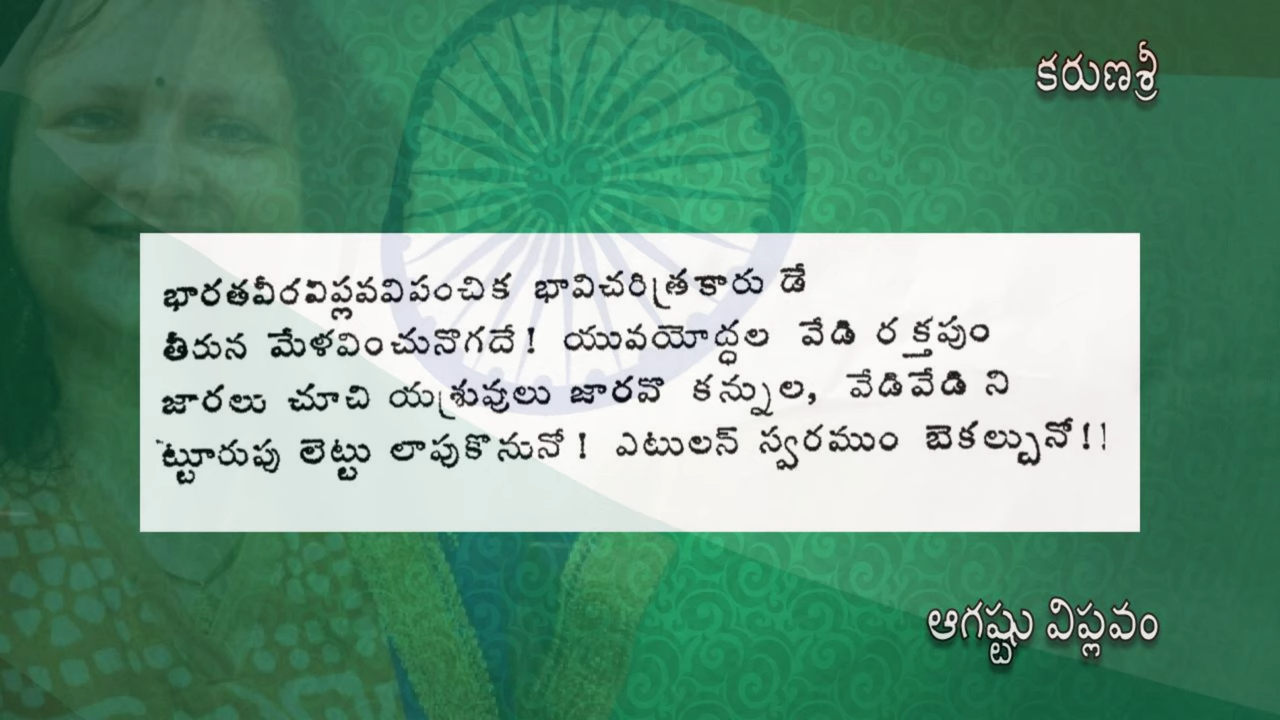 కరుణశ్రీ
భారతవీరవిప్లవవిపంచిక భావిచరిత్రకారు డే
తీరున మేళవించునొగదే! యువయోద్ధల వేడి రక్తపుం
జారలు చూచి యశ్రువులు జారవొ కన్నుల, వేడివేడి ని
ట్టూరుపు లెట్టు లాపుకొనునో! ఎటులన్ స్వరముం బెకల్చునో!!
ఆగష్టు విప్లవం